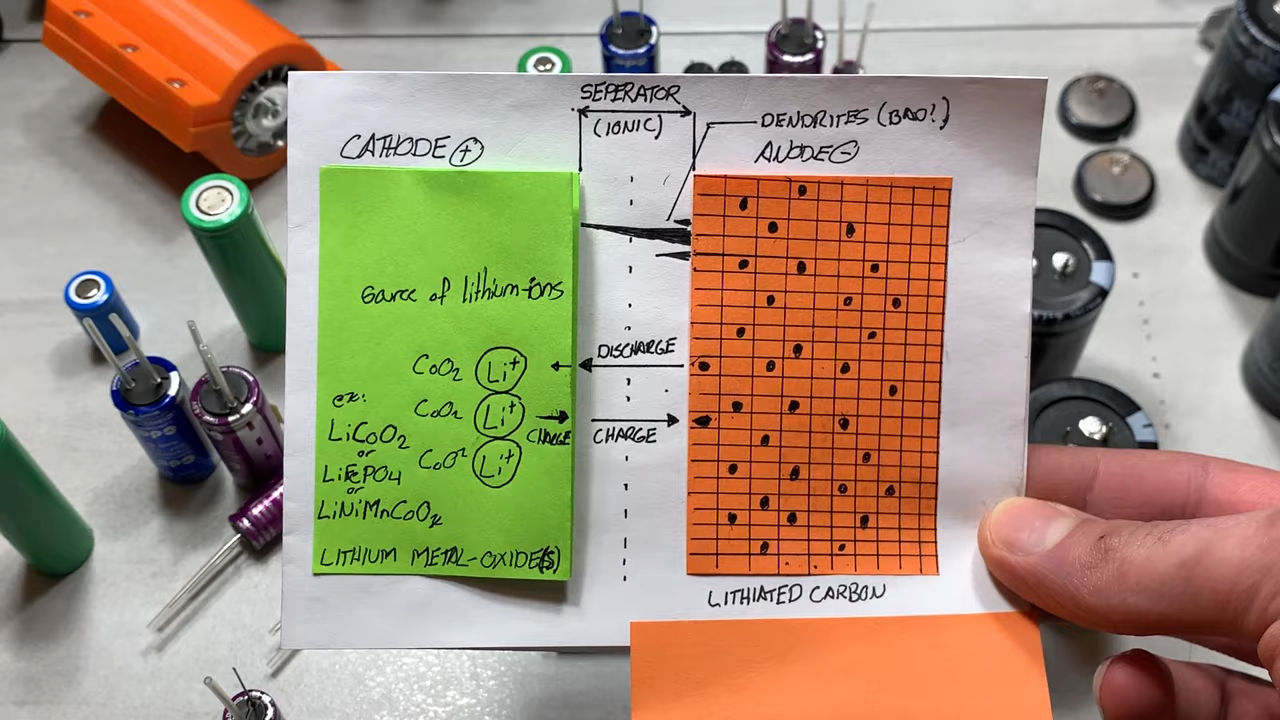 SEPERATOR
(IONIC)
DENDRITES (BAD!)
CATHODE +
ANODE -
Source of lithium-ions
DISCHARGE
CoO2 Li+
ex:
CoO2 Li+
CHARGE
CHARGE
LiCoO2
or
CoO2 Li+
LiFePO4
or
LiNiMnCoO2
LITHIUM METAL-OXIDE(S)
LITHIATED CARBON